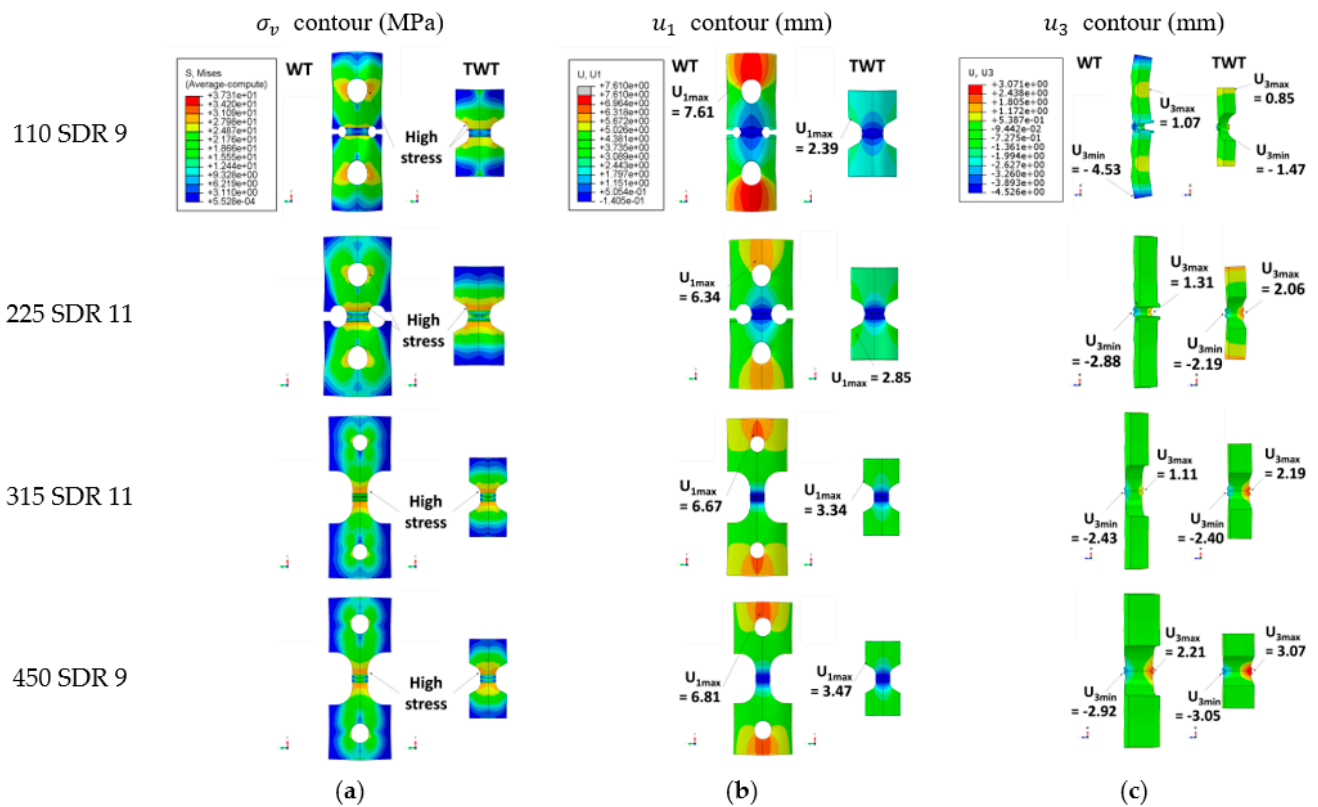 σᵥ contour (MPa)
u₁ contour (mm)
u₃ contour (mm)
110 SDR 9
S, Mises
(Average-compute)
+3.731e+01
+3.420e+01
+3.109e+01
+2.798e+01
+2.487e+01
+2.176e+01
+1.866e+01
+1.555e+01
+1.244e+01
+9.328e+00
+6.219e+00
+3.110e+00
+5.528e-04
WT
TWT
High
stress
U, U1
+7.610e+00
+7.610e+00
+6.964e+00
+6.318e+00
+5.672e+00
+5.026e+00
+4.381e+00
+3.735e+00
+3.089e+00
+2.443e+00
+1.797e+00
+1.151e+00
+5.054e-01
-1.405e-01
WT
TWT
U1max
= 7.61
U1max
= 2.39
U, U3
+3.071e+00
+2.438e+00
+1.805e+00
+1.172e+00
+5.387e-01
-9.442e-02
-7.275e-01
-1.361e+00
-1.994e+00
-2.627e+00
-3.260e+00
-3.893e+00
-4.526e+00
WT
TWT
U3max
= 1.07
U3min
= - 4.53
U3max
= 0.85
U3min
= - 1.47
225 SDR 11
High
stress
U1max
= 6.34
U1max = 2.85
U3max
= 1.31
U3min
= -2.88
U3max
= 2.06
U3min
= -2.19
315 SDR 11
High
stress
U1max
= 6.67
U1max
= 3.34
U3max
= 1.11
U3min
= -2.43
U3max
= 2.19
U3min
= -2.40
450 SDR 9
High
stress
U1max
= 6.81
U1max
= 3.47
U3max
= 2.21
U3min
= -2.92
U3max
= 3.07
U3min
= -3.05
(a)
(b)
(c)